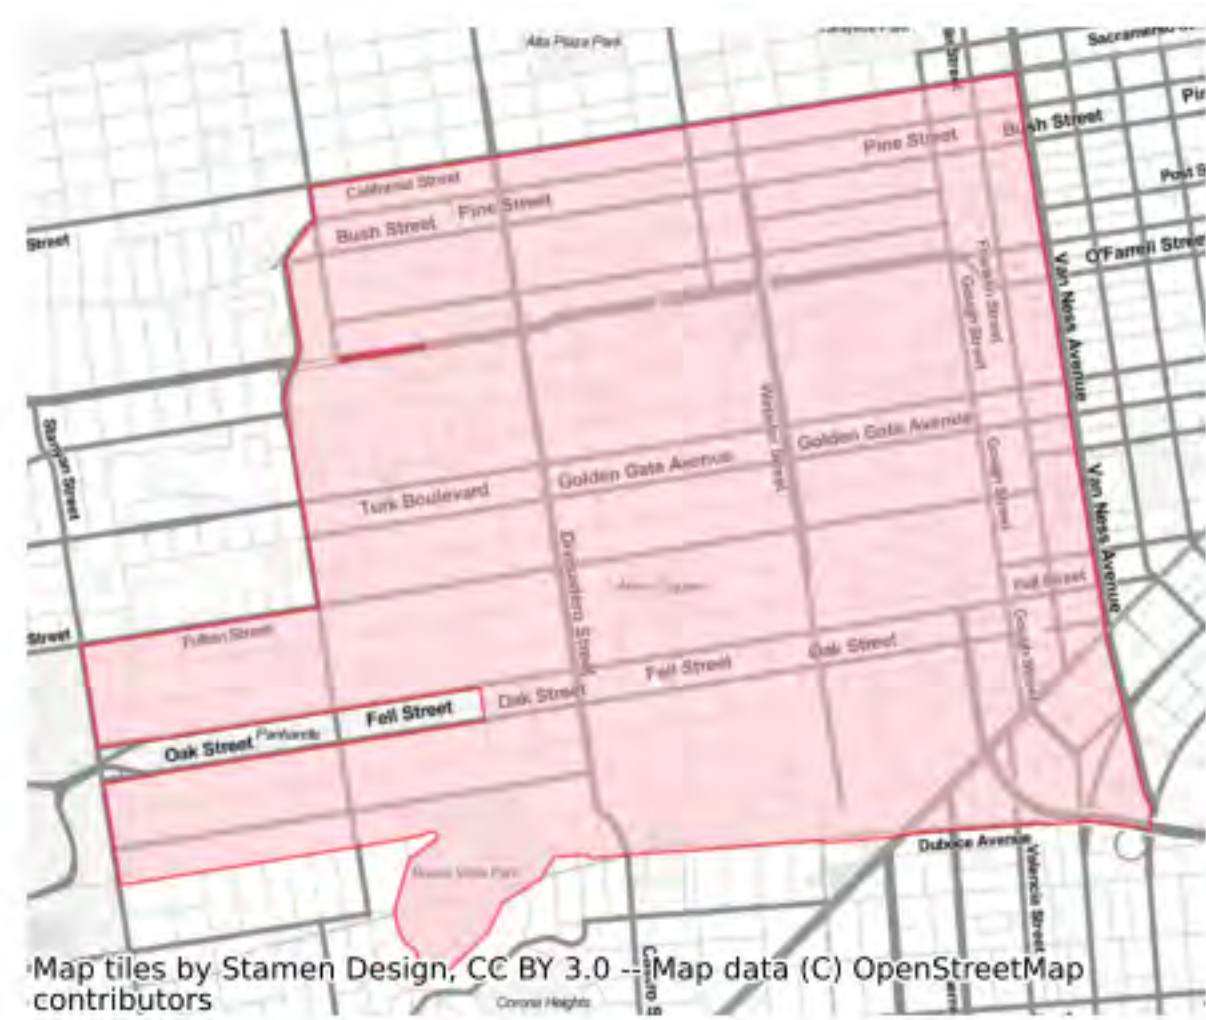 Alta Plaza Park
Pine Street
Bush Street
California Street
Pine Street
Bush Street
Street
Post S
O'Farrell Stree
Van Ness Avenue
Franklin Street
Gough Street
Webster Street
Golden Gate Avenue
Golden Gate Avenue
Turk Boulevard
Stanyan Street
Gough Street
Van Ness Avenue
Divisadero Street
Fell Street
Street
Fulton Street
Gough Street
Oak Street
Fell Street
Oak Street
Fell Street
Panhandle
Oak Street
Duboce Avenue
Valencia Street
Buena Vista Park
Castro S
Corona Heights
Map tiles by Stamen Design, CC BY 3.0 -- Map data (C) OpenStreetMap
contributors